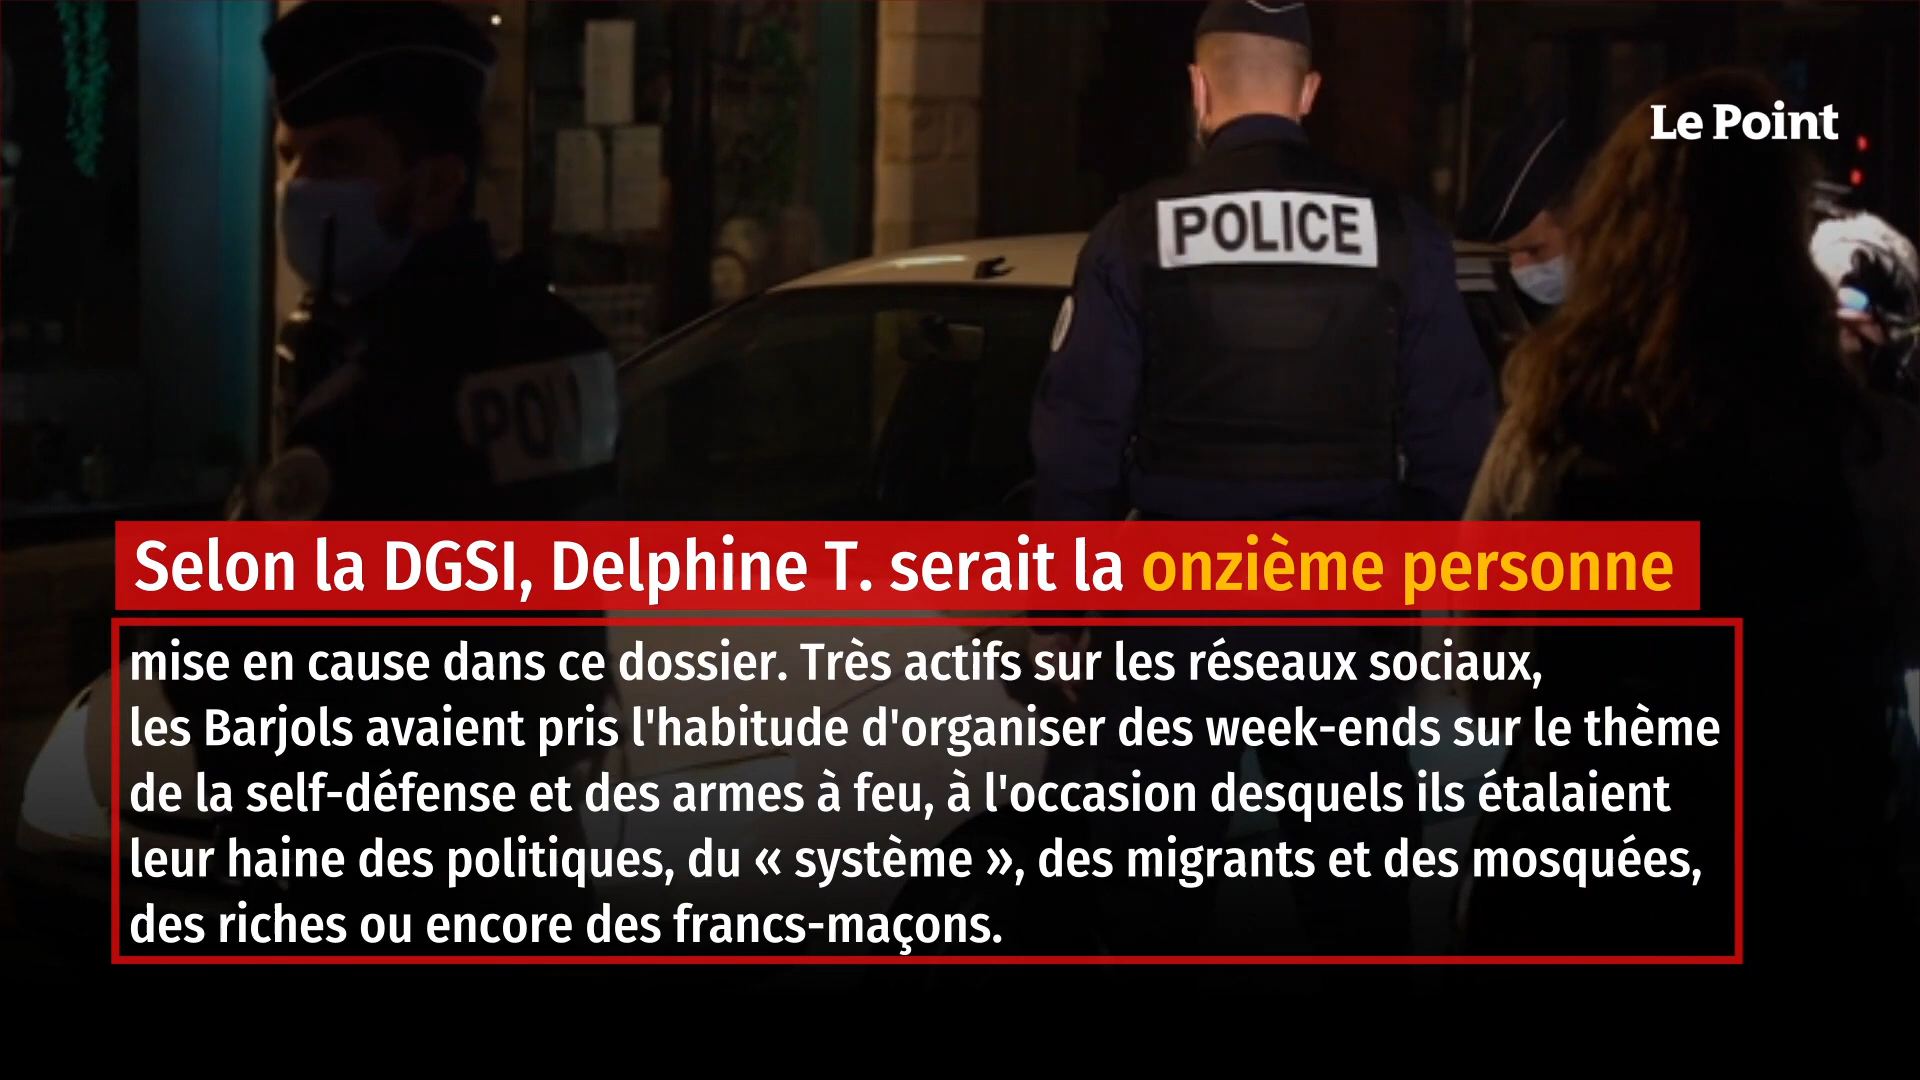 Le Point
POLICE
POLI
Selon la DGSI, Delphine T. serait la onzième personne
mise en cause dans ce dossier. Très actifs sur les réseaux sociaux,
les Barjols avaient pris l'habitude d'organiser des week-ends sur le thème
de la self-défense et des armes à feu, à l'occasion desquels ils étalaient
leur haine des politiques, du « système », des migrants et des mosquées,
des riches ou encore des francs-maçons.